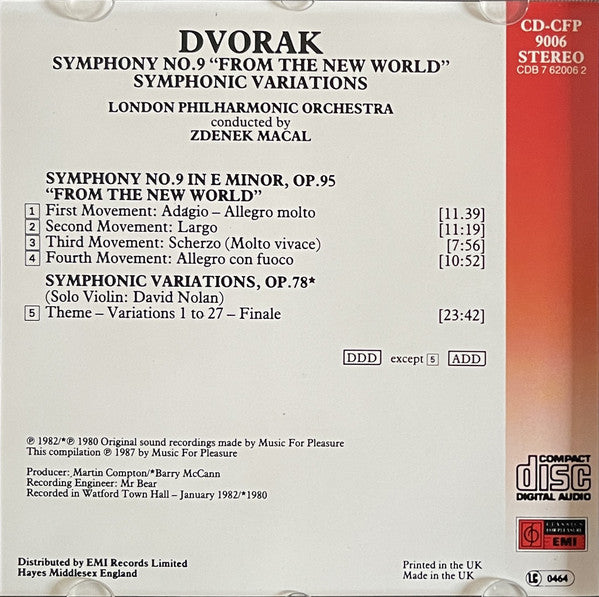 DVORAK
SYMPHONY NO.9 “FROM THE NEW WORLD”
SYMPHONIC VARIATIONS
LONDON PHILHARMONIC ORCHESTRA
conducted by
ZDENEK MACAL
CD-CFP
9006
STEREO
CDB 7 62006 2
SYMPHONY NO.9 IN E MINOR, OP.95
“FROM THE NEW WORLD”
1 First Movement: Adagio – Allegro molto [11.39]
2 Second Movement: Largo [11:19]
3 Third Movement: Scherzo (Molto vivace) [7:56]
4 Fourth Movement: Allegro con fuoco [10:52]
SYMPHONIC VARIATIONS, OP.78*
(Solo Violin: David Nolan)
5 Theme – Variations 1 to 27 – Finale [23:42]
DDD except 5 ADD
℗ 1982/*℗ 1980 Original sound recordings made by Music For Pleasure
This compilation ℗ 1987 by Music For Pleasure
Producer: Martin Compton/*Barry McCann
Recording Engineer: Mr Bear
Recorded in Watford Town Hall – January 1982/*1980
COMPACT
disc
DIGITAL AUDIO
CLASSICS
FOR PLEASURE
EMI
Distributed by EMI Records Limited
Hayes Middlesex England
Printed in the UK
Made in the UK
LC 0464